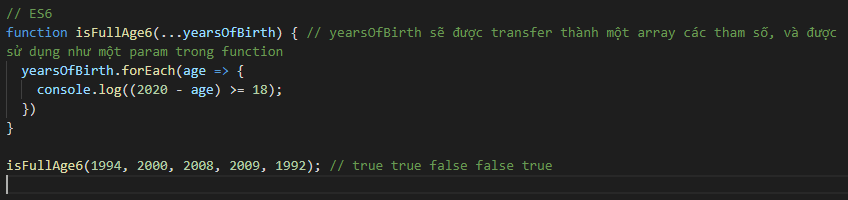 // ES6
function isFullAge6(...yearsOfBirth) { // yearsOfBirth sẽ được transfer thành một array các tham số, và được
sử dụng như một param trong function
  yearsOfBirth.forEach(age => {
    console.log((2020 - age) >= 18);
  })
}
isFullAge6(1994, 2000, 2008, 2009, 1992); // true true false false true